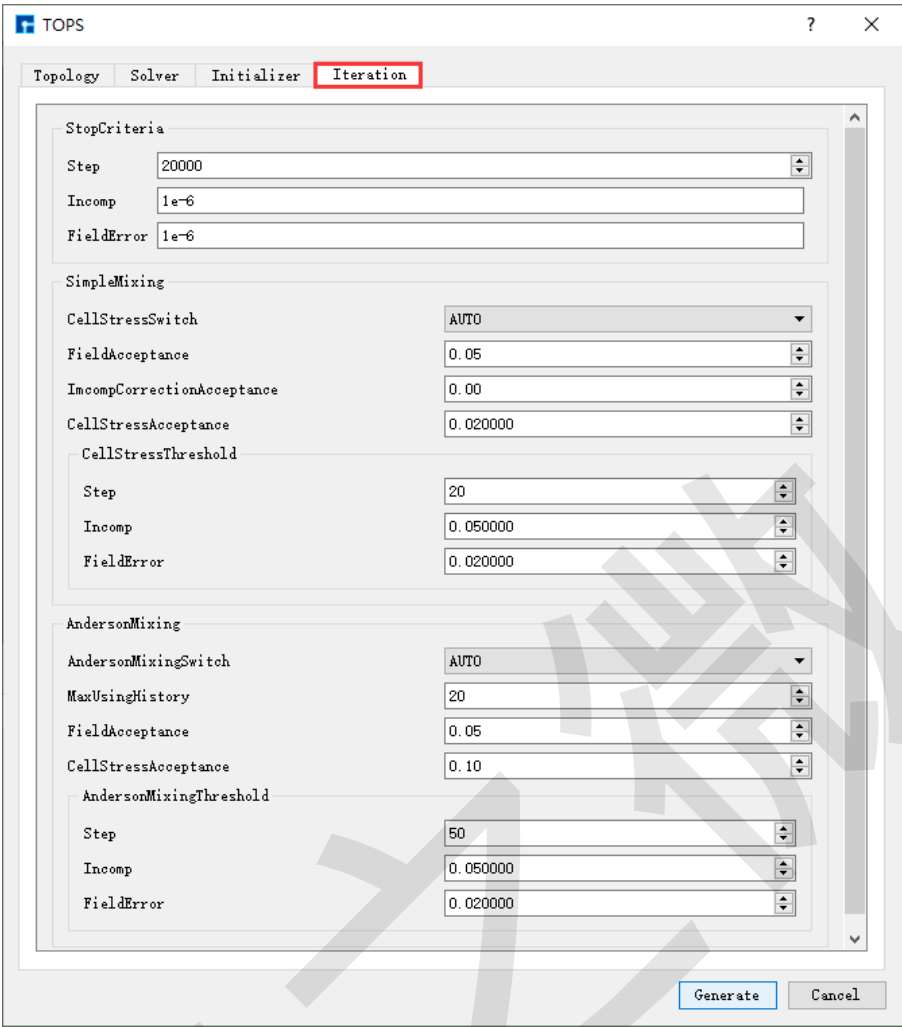 TOPS ?
Topology Solver Initializer Iteration
StopCriteria
Step 20000
Incomp 1e-6
FieldError 1e-6
SimpleMixing
CellStressSwitch AUTO
FieldAcceptance 0.05
ImcompCorrectionAcceptance 0.00
CellStressAcceptance 0.020000
CellStressThreshold
Step 20
Incomp 0.050000
FieldError 0.020000
AndersonMixing
AndersonMixingSwitch AUTO
MaxUsingHistory 20
FieldAcceptance 0.05
CellStressAcceptance 0.10
AndersonMixingThreshold
Step 50
Incomp 0.050000
FieldError 0.020000
Generate Cancel